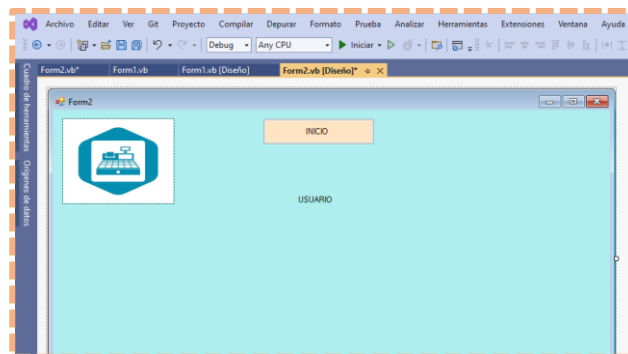 Archivo Editar Ver Git Proyecto Compilar Depurar Formato Prueba Analizar Herramientas Extensiones Ventana Ayuda
Debug Any CPU Iniciar
Form2.vb* Form1.vb Form1.vb [Diseño] Form2.vb [Diseño]*
Cuadro de herramientas
Orígenes de datos
Form2
INICIO
USUARIO